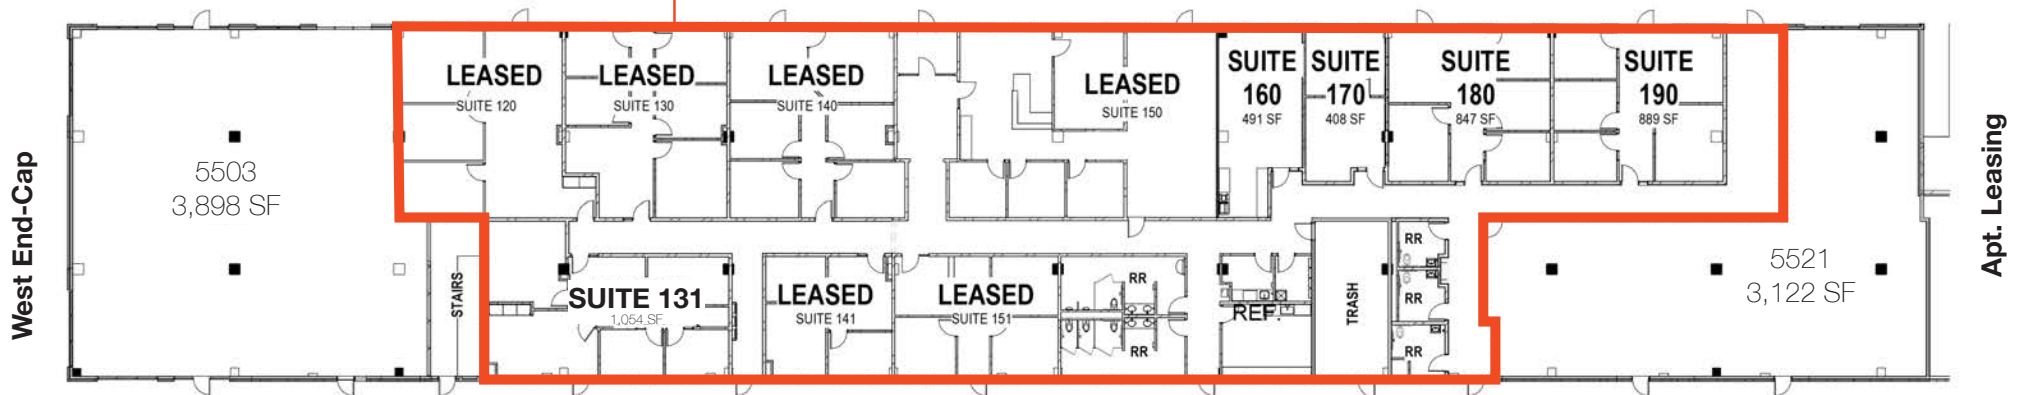 West End-Cap
5503
3,898 SF
STAIRS
LEASED
SUITE 120
LEASED
SUITE 130
LEASED
SUITE 140
LEASED
SUITE 150
SUITE
160
491 SF
SUITE
170
408 SF
SUITE
180
847 SF
SUITE
190
889 SF
SUITE 131
1,054 SF
LEASED
SUITE 141
LEASED
SUITE 151
RR
RR
REF.
TRASH
RR
RR
RR
5521
3,122 SF
Apt. Leasing